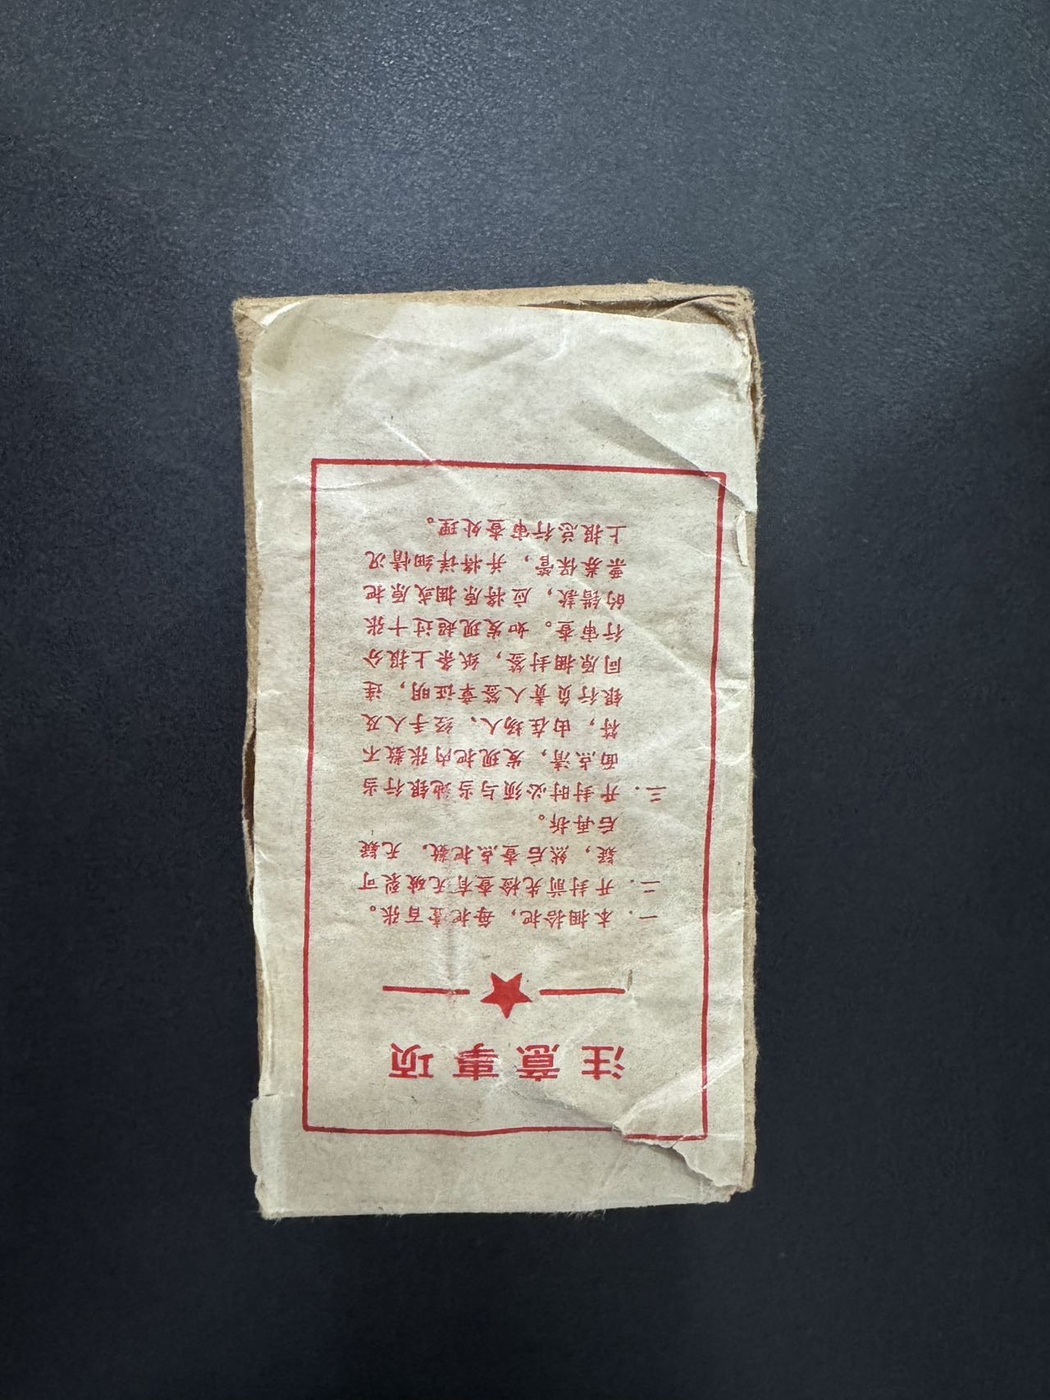 注意事项
一. 本捆拾把，每把壹百张。
二. 开封前先检查有无破裂可
疑，然后查点把数。无疑
后再拆。
三. 开封时必须与当地银行当
面点清，发现把内张数不
符，由在场人、经手人及
银行负责人签章证明，连
同原捆封签，纸条上报分
行审查。如发现超过十张
的错款，应将原捆或原把
票券保管，并将详细情况
上报总行审查处理。